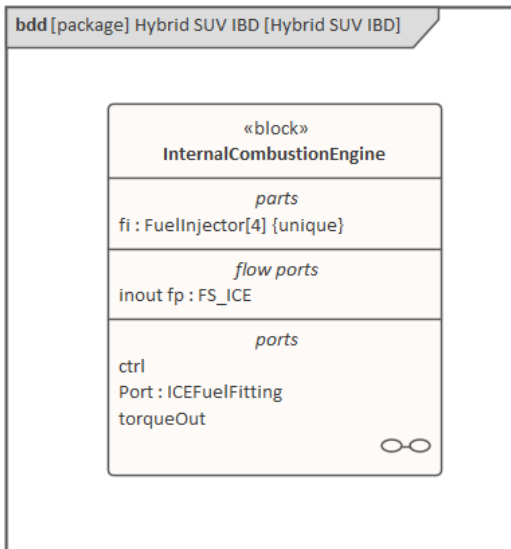 bdd [package] Hybrid SUV IBD [Hybrid SUV IBD]
«block»
InternalCombustionEngine
parts
fi : FuelInjector[4] {unique}
flow ports
inout fp : FS_ICE
ports
ctrl
Port : ICEFuelFitting
torqueOut